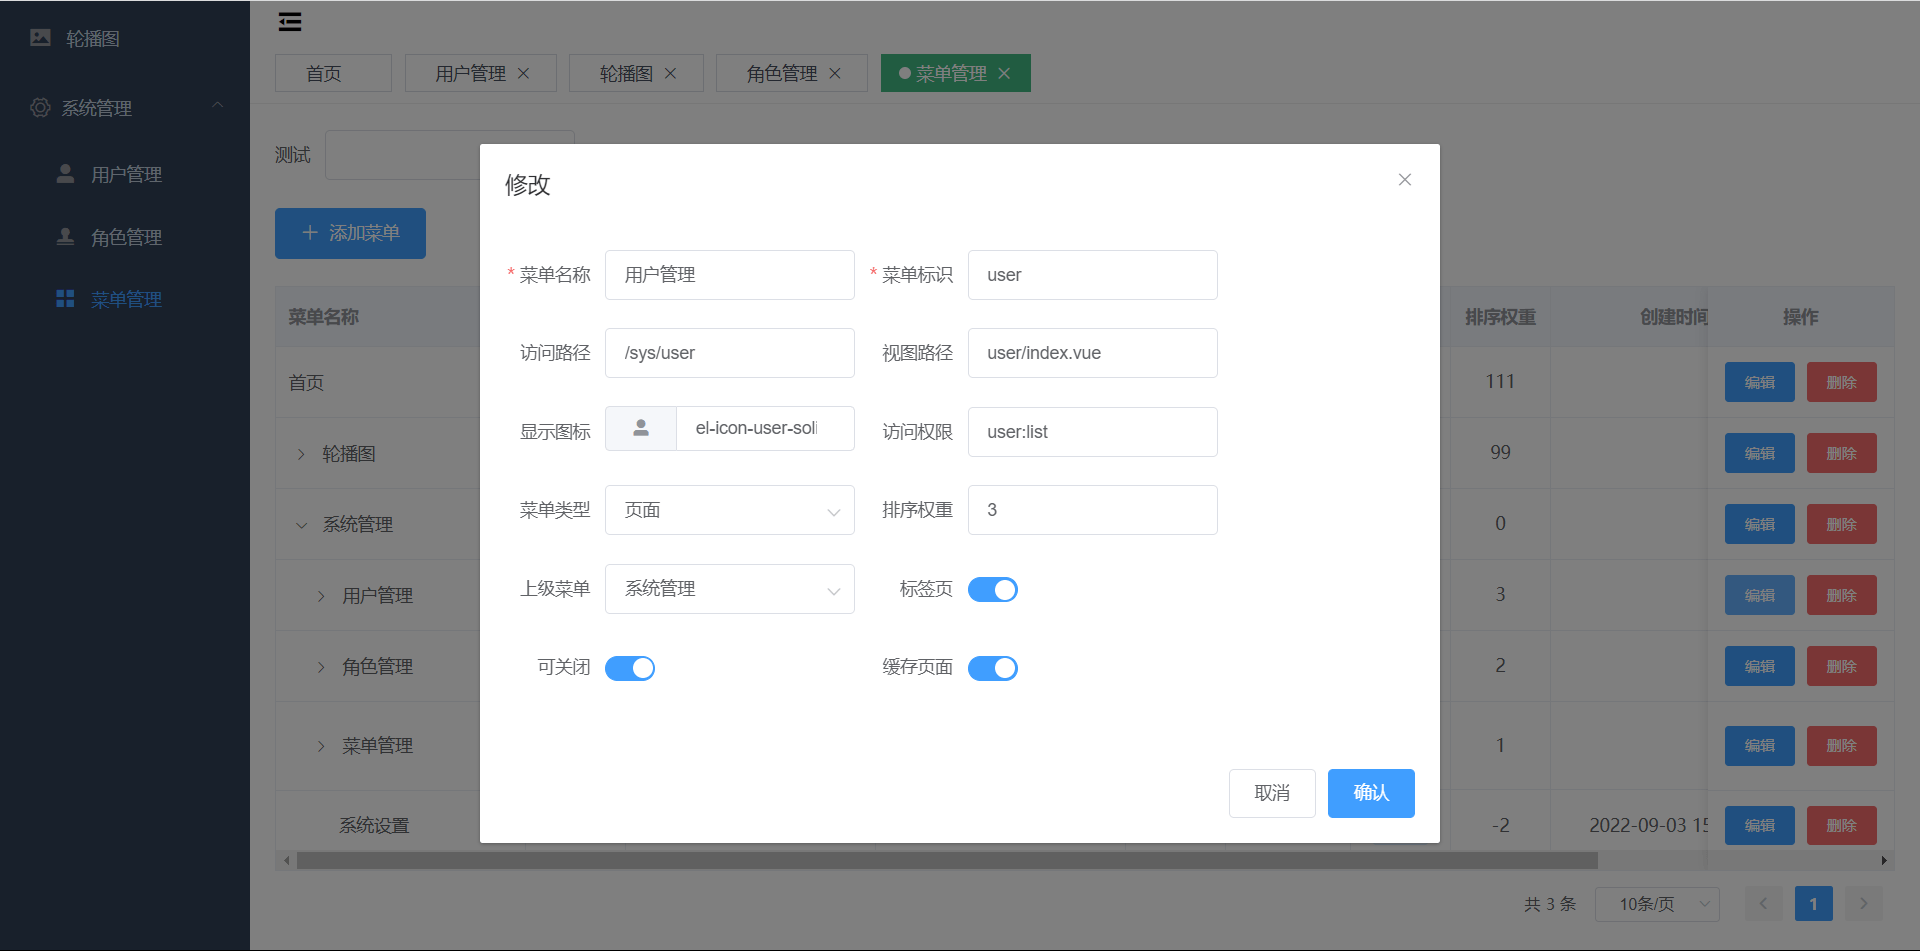 轮播图
系统管理
用户管理
角色管理
菜单管理
首页
用户管理
轮播图
角色管理
菜单管理
测试
添加菜单
菜单名称
排序权重
创建时间
操作
首页
111
编辑
删除
轮播图
99
编辑
删除
系统管理
0
编辑
删除
用户管理
3
编辑
删除
角色管理
2
编辑
删除
菜单管理
1
编辑
删除
系统设置
-2
2022-09-03 15
编辑
删除
共 3 条
10条/页
1
修改
* 菜单名称
用户管理
* 菜单标识
user
访问路径
/sys/user
视图路径
user/index.vue
显示图标
el-icon-user-soli
访问权限
user:list
菜单类型
页面
排序权重
3
上级菜单
系统管理
标签页
可关闭
缓存页面
取消
确认